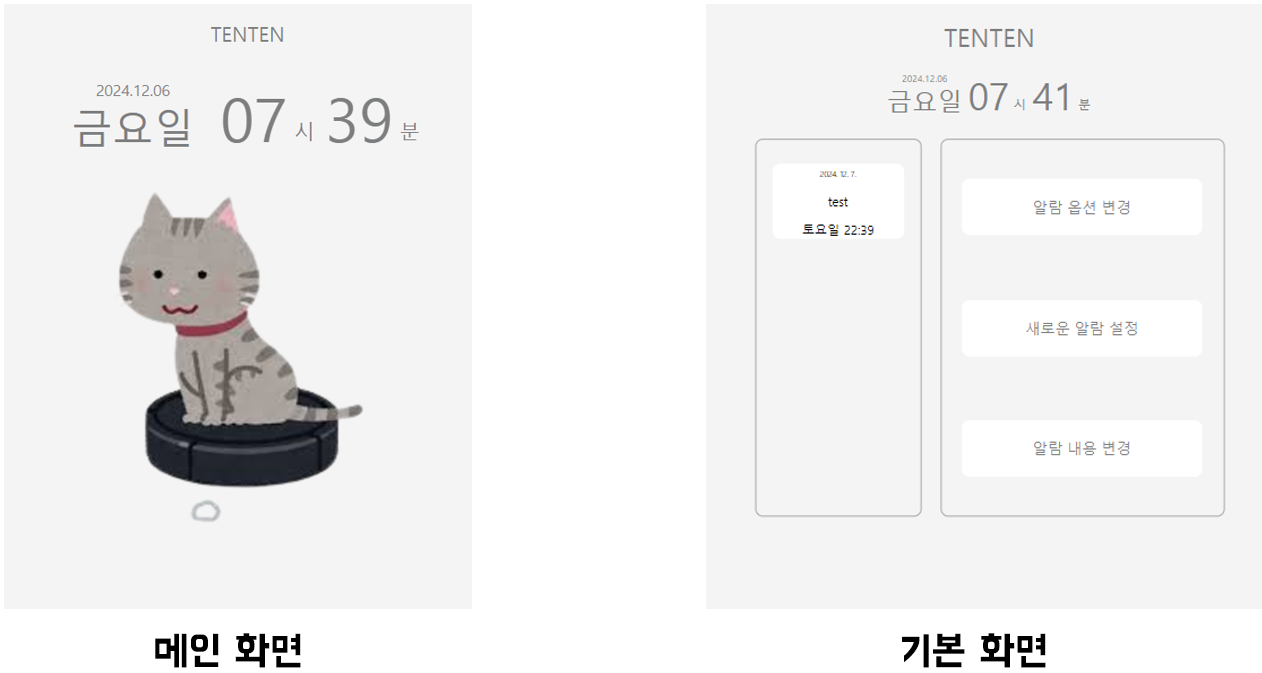 TENTEN
2024.12.06
금요일 07 시 39 분
메인 화면
TENTEN
2024.12.06
금요일 07 시 41 분
2024. 12. 7.
test
토요일 22:39
알람 옵션 변경
새로운 알람 설정
알람 내용 변경
기본 화면